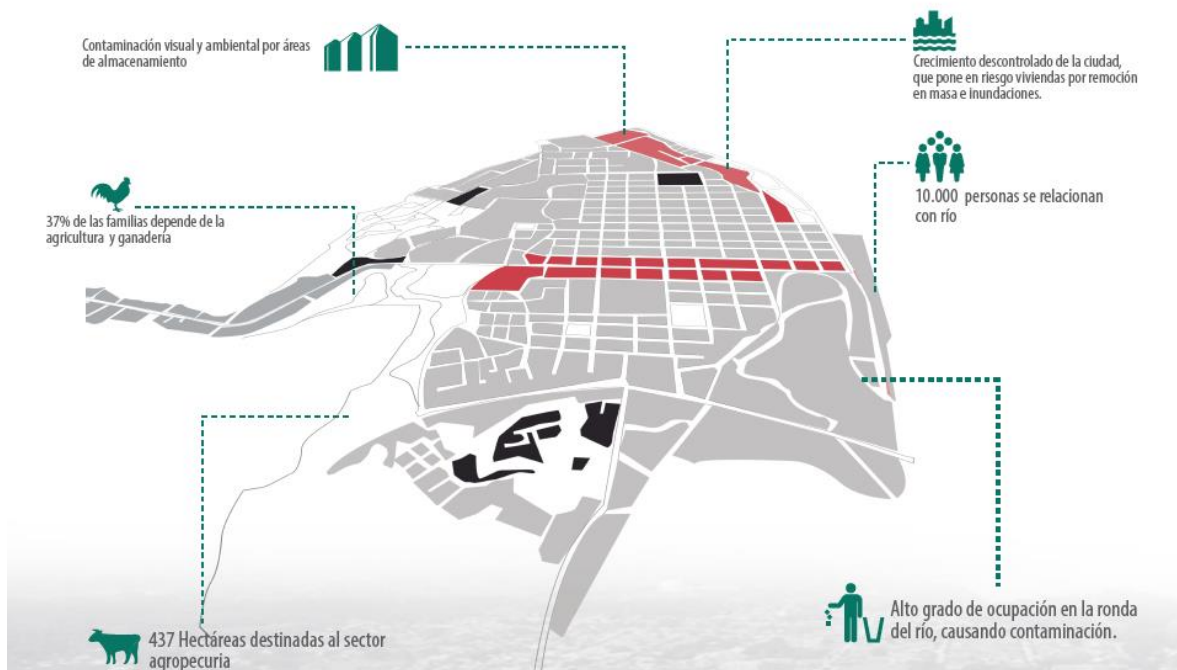 Contaminación visual y ambiental por áreas
de almacenamiento
Crecimiento descontrolado de la ciudad,
que pone en riesgo viviendas por remoción
en masa e inundaciones.
37% de las familias depende de la
agricultura y ganadería
10.000 personas se relacionan
con río
437 Hectáreas destinadas al sector
agropecuria
Alto grado de ocupación en la ronda
del río, causando contaminación.